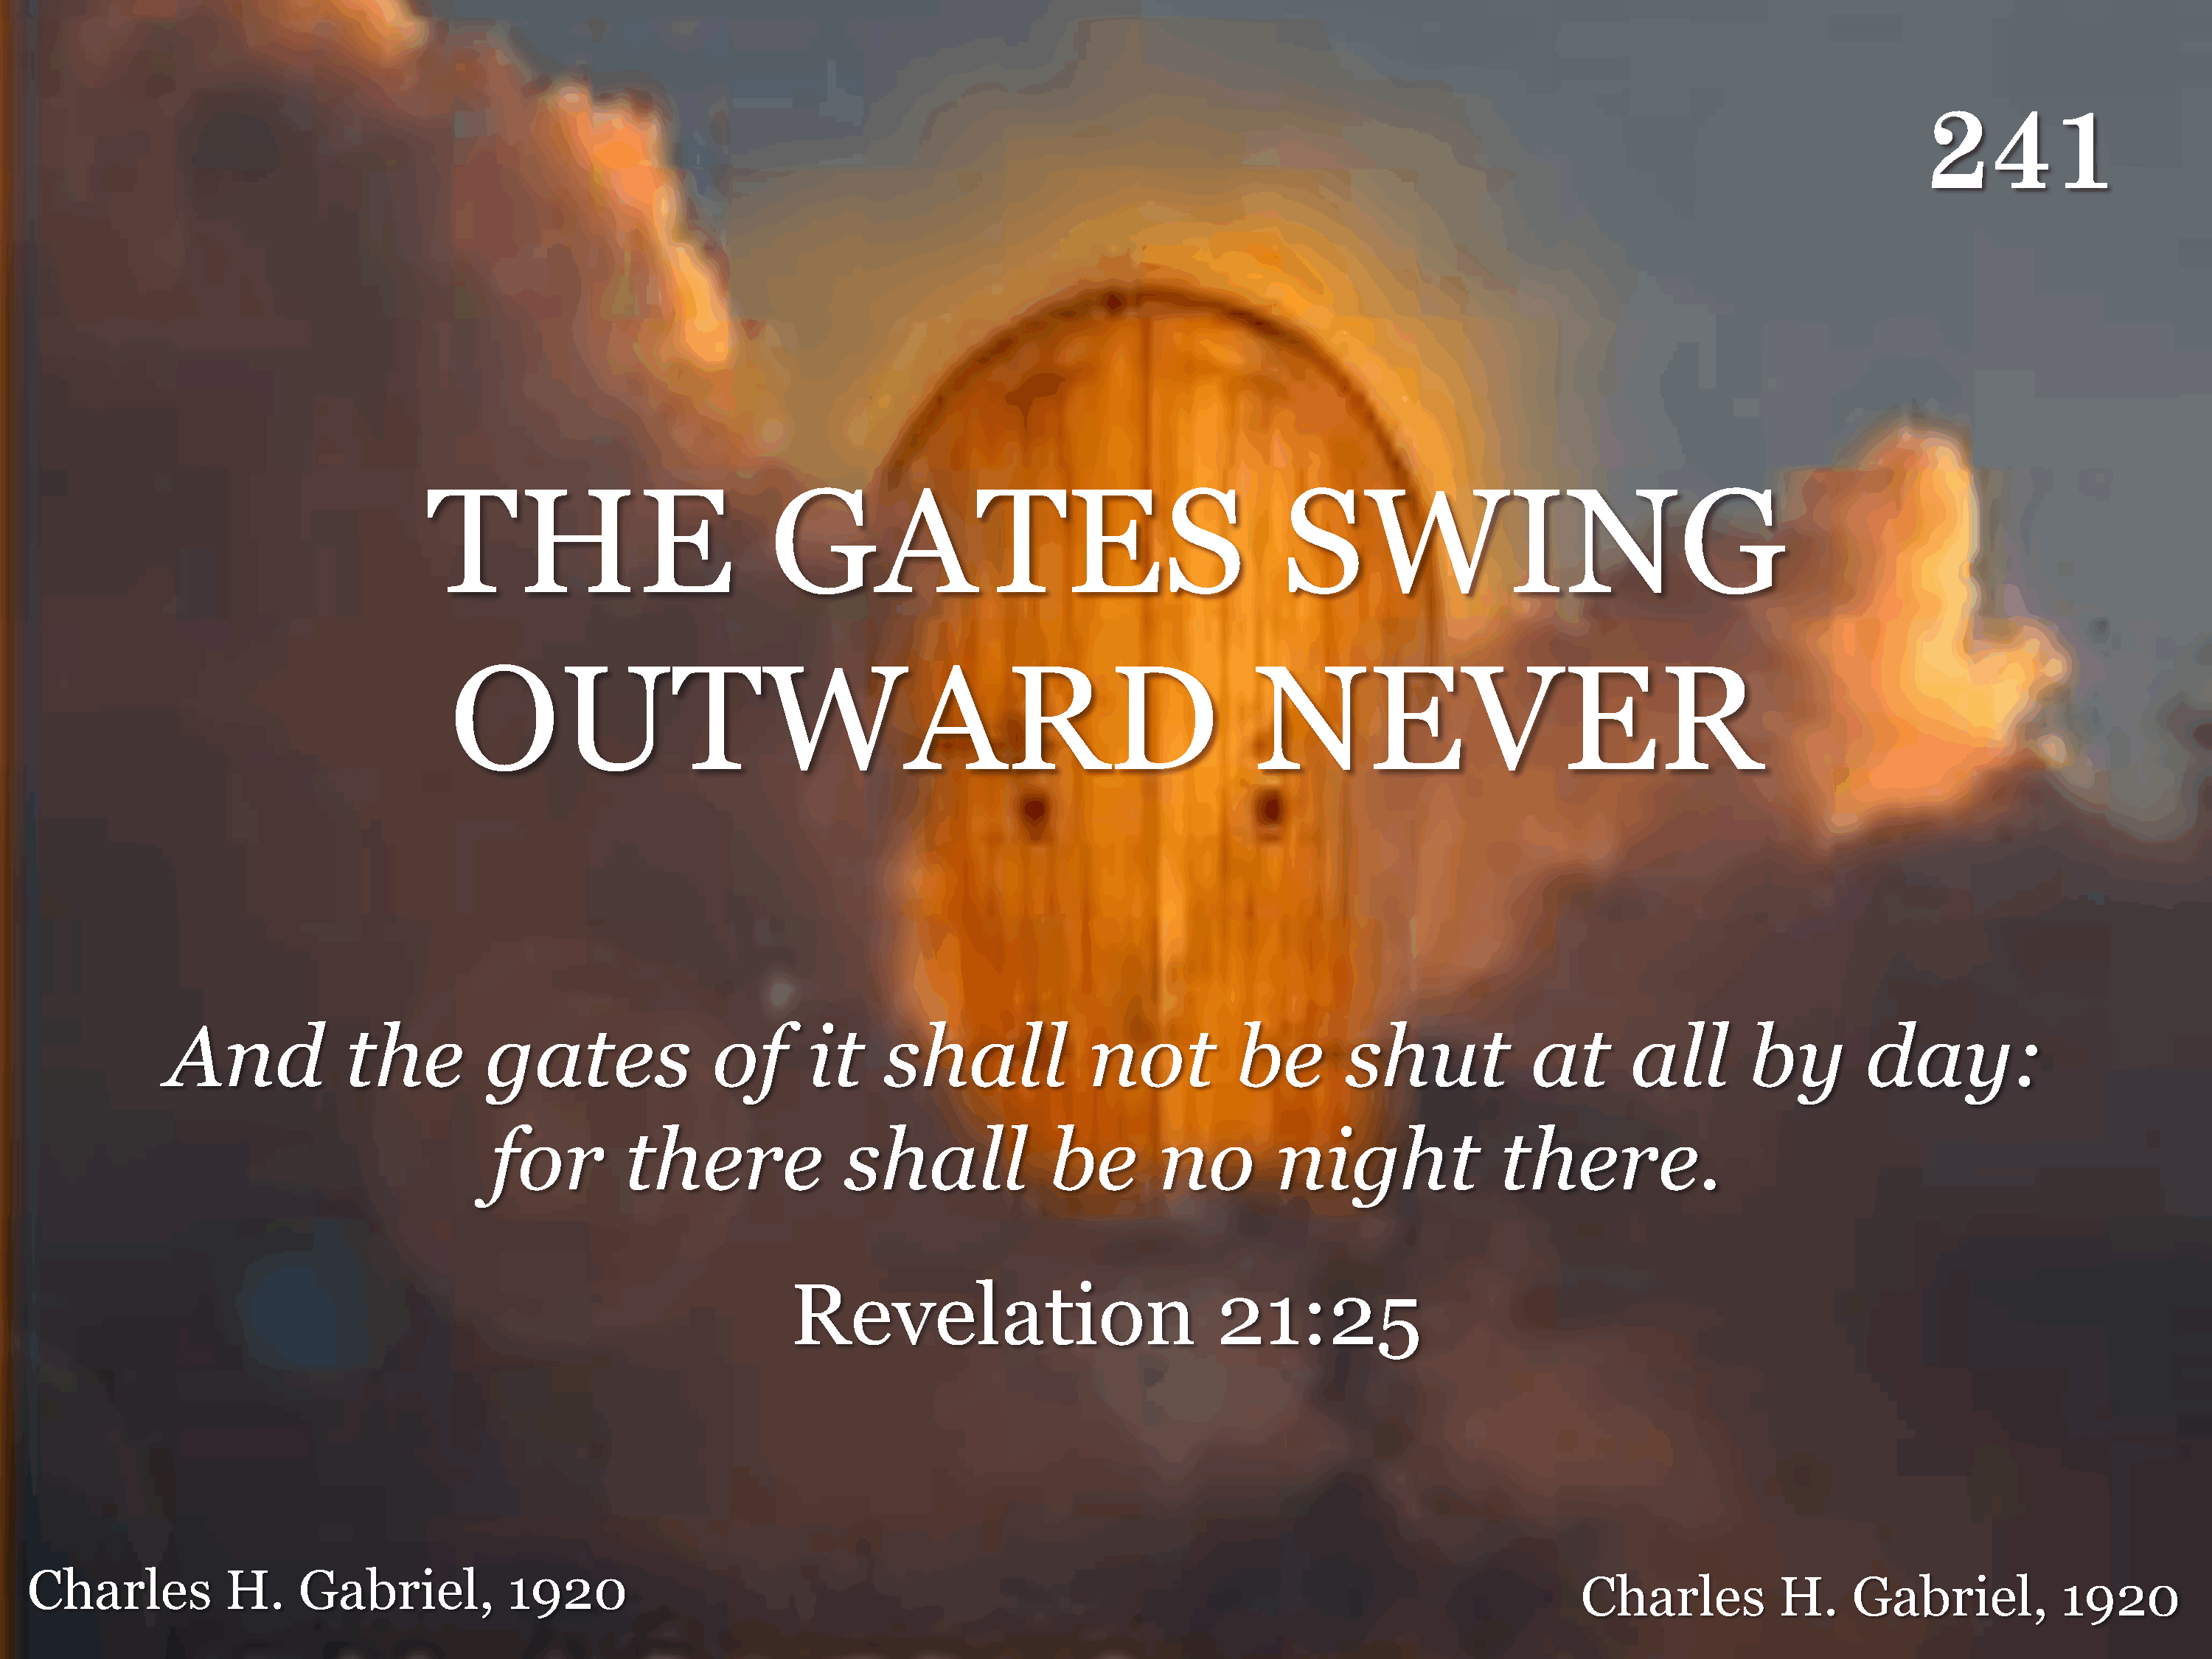 241
THE GATES SWING
OUTWARD NEVER
And the gates of it shall not be shut at all by day:
for there shall be no night there.
Revelation 21:25
Charles H. Gabriel, 1920
Charles H. Gabriel, 1920